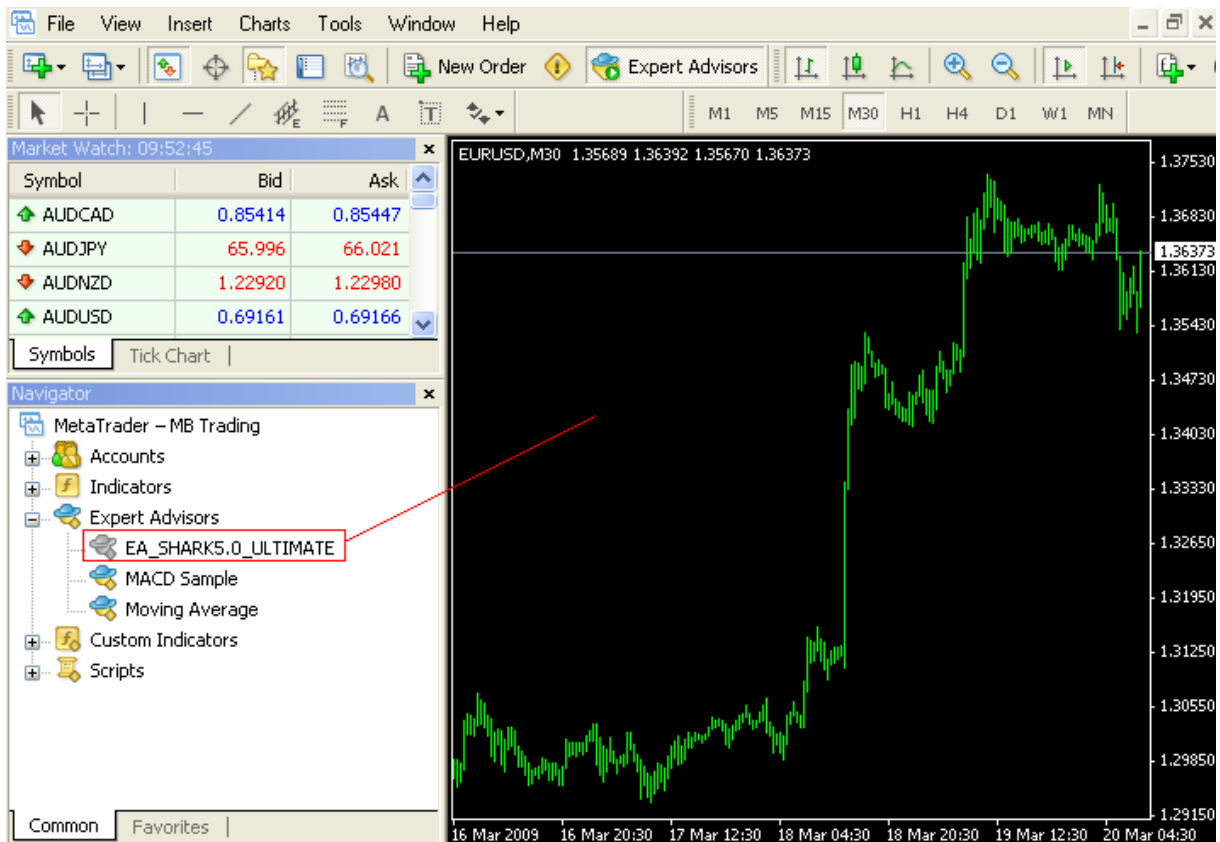 File View Insert Charts Tools Window Help
New Order Expert Advisors
E F A T M1 M5 M15 M30 H1 H4 D1 W1 MN
Market Watch: 09:52:45
Symbol Bid Ask
AUDCAD 0.85414 0.85447
AUDJPY 65.996 66.021
AUDNZD 1.22920 1.22980
AUDUSD 0.69161 0.69166
Symbols Tick Chart
Navigator
MetaTrader – MB Trading
Accounts
Indicators
Expert Advisors
EA_SHARK5.0_ULTIMATE
MACD Sample
Moving Average
Custom Indicators
Scripts
Common Favorites
EURUSD,M30 1.35689 1.36392 1.35670 1.36373
1.37530
1.36830
1.36373
1.36130
1.35430
1.34730
1.34030
1.33330
1.32650
1.31950
1.31250
1.30550
1.29850
1.29150
16 Mar 2009 16 Mar 20:30 17 Mar 12:30 18 Mar 04:30 18 Mar 20:30 19 Mar 12:30 20 Mar 04:30